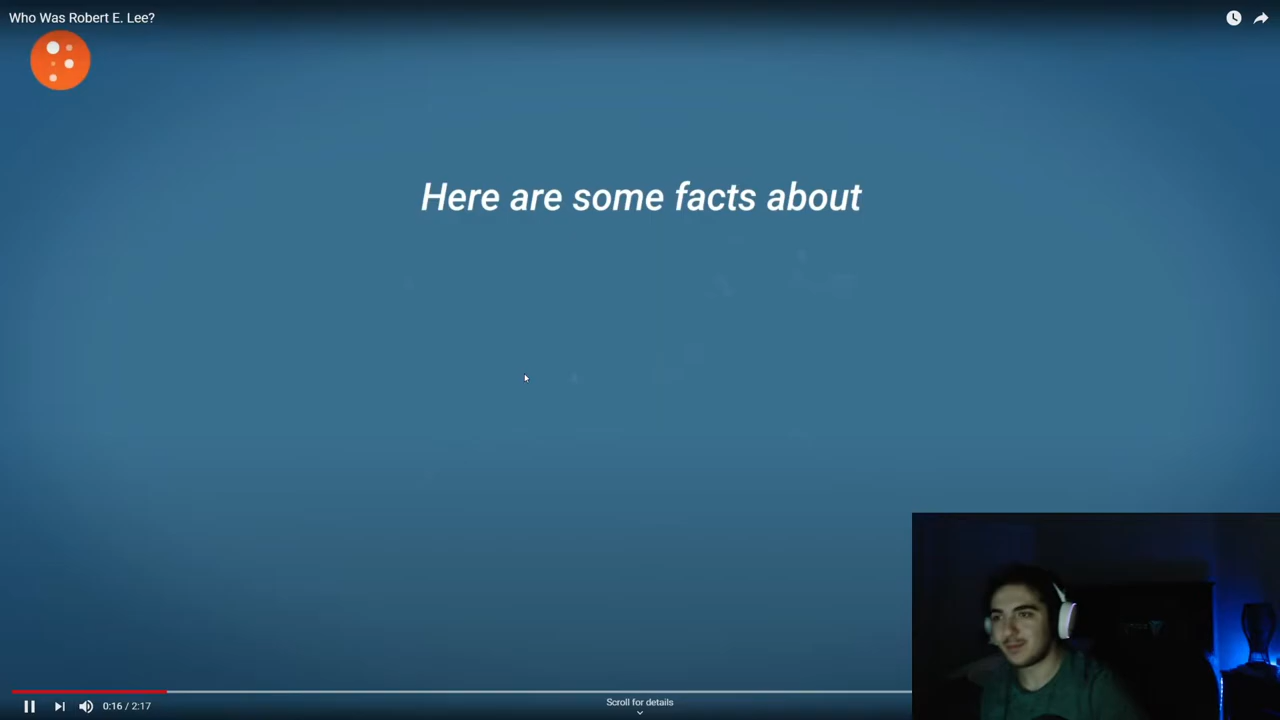 Who Was Robert E. Lee?
Here are some facts about
Scroll for details
0:16 / 2:17